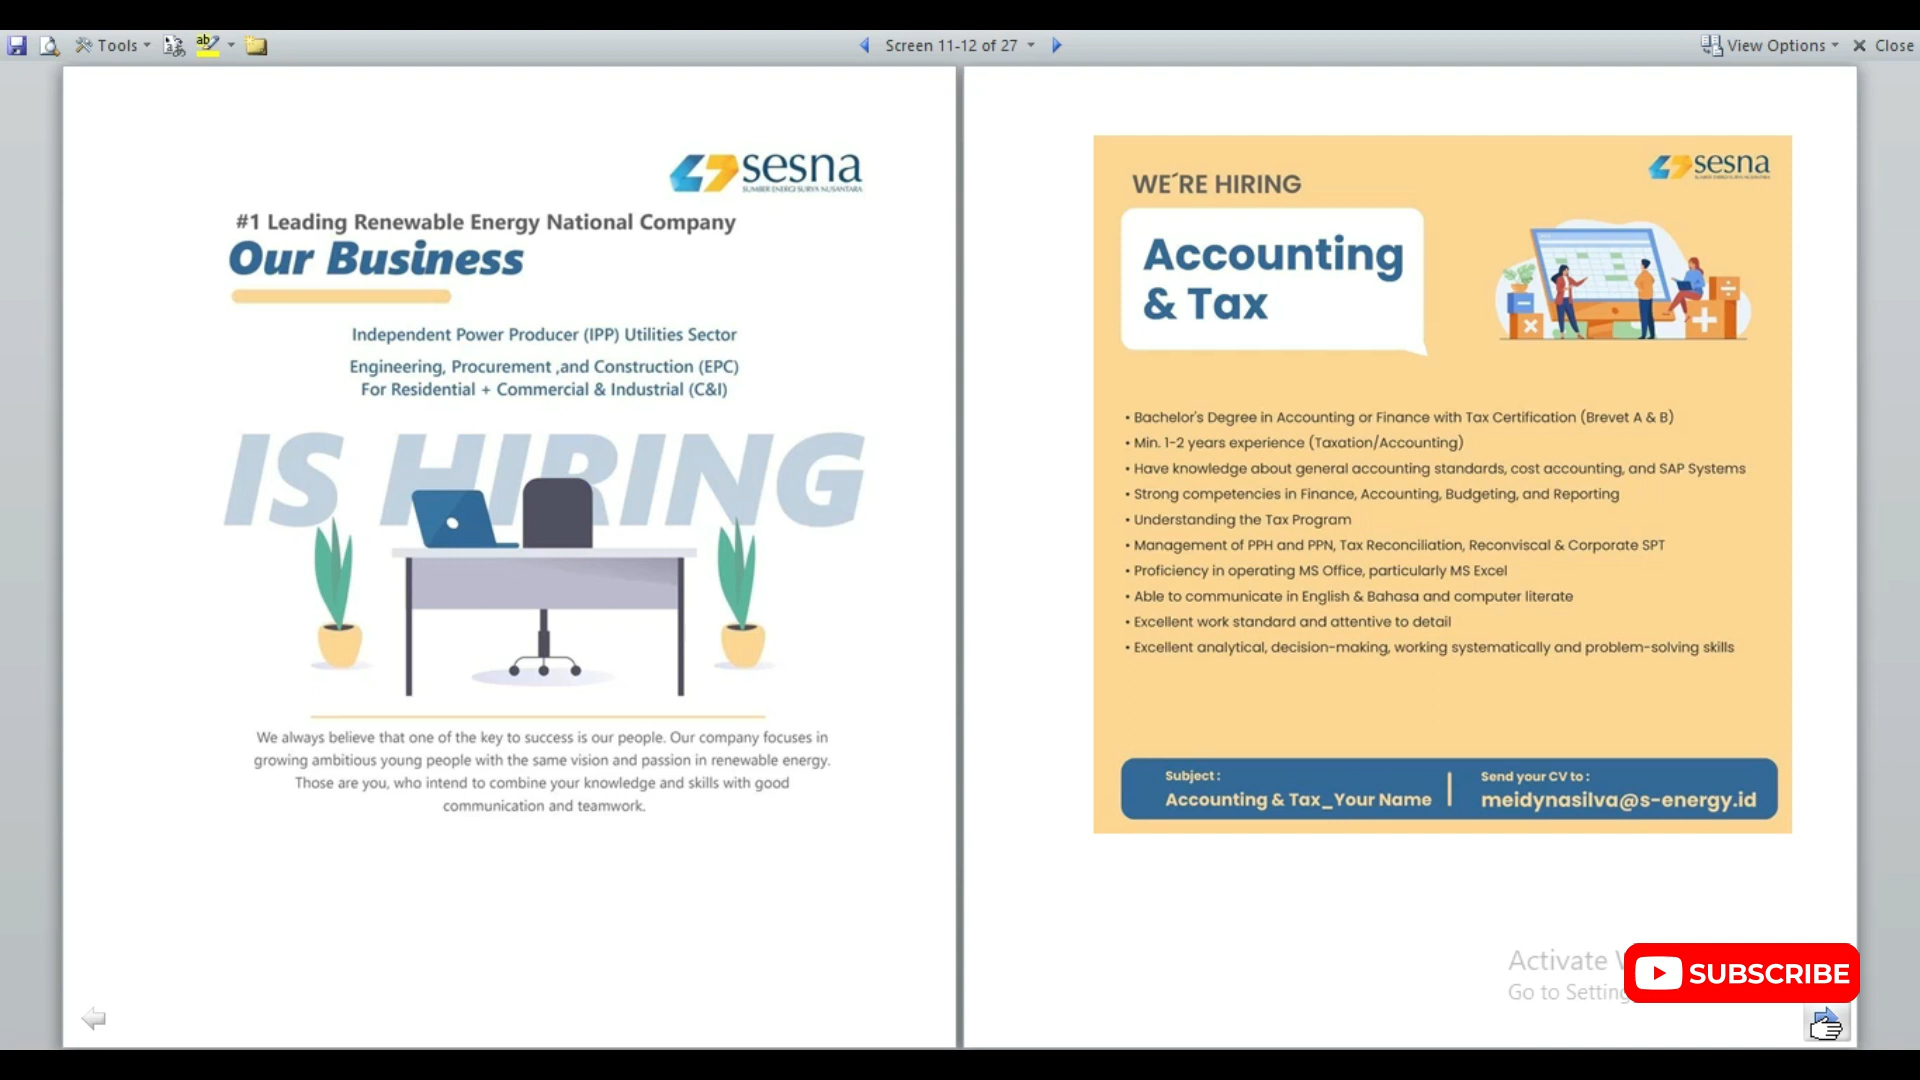 Tools
Screen 11-12 of 27
View Options
Close
sesna
SUMBER ENERGI SURYA NUSANTARA
#1 Leading Renewable Energy National Company
Our Business
Independent Power Producer (IPP) Utilities Sector
Engineering, Procurement ,and Construction (EPC)
For Residential + Commercial & Industrial (C&I)
IS HIRING
We always believe that one of the key to success is our people. Our company focuses in
growing ambitious young people with the same vision and passion in renewable energy.
Those are you, who intend to combine your knowledge and skills with good
communication and teamwork.
sesna
SUMBER ENERGI SURYA NUSANTARA
WE´RE HIRING
Accounting
& Tax
• Bachelor's Degree in Accounting or Finance with Tax Certification (Brevet A & B)
• Min. 1-2 years experience (Taxation/Accounting)
• Have knowledge about general accounting standards, cost accounting, and SAP Systems
• Strong competencies in Finance, Accounting, Budgeting, and Reporting
• Understanding the Tax Program
• Management of PPH and PPN, Tax Reconciliation, Reconviscal & Corporate SPT
• Proficiency in operating MS Office, particularly MS Excel
• Able to communicate in English & Bahasa and computer literate
• Excellent work standard and attentive to detail
• Excellent analytical, decision-making, working systematically and problem-solving skills
Subject :
Accounting & Tax_Your Name
Send your CV to :
meidynasilva@s-energy.id
Activate
Go to Setting
SUBSCRIBE